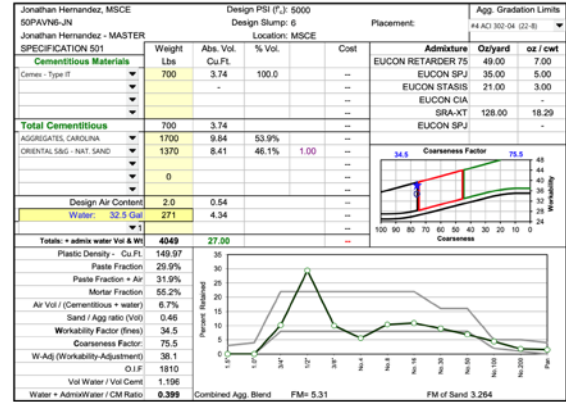 Jonathan Hernandez, MSCE Design PSI (f'c): 5000 Agg. Gradation Limits
50PAVN6-JN Design Slump: 6 Placement: #4 ACI 302-04 (22-8)
Jonathan Hernandez - MASTER Location: MSCE
SPECIFICATION 501 Weight Abs. Vol. % Vol. Cost Admixture Oz/yard oz / cwt
Cementitious Materials Lbs Cu.Ft. EUCON RETARDER 75 49.00 7.00
Cemex - Type IT 700 3.74 100.0 -- EUCON SPJ 35.00 5.00
- -- EUCON STASIS 21.00 3.00
-- EUCON CIA -
-- SRA-XT 128.00 18.29
Total Cementitious 700 3.74 -- EUCON SPJ -
AGGREGATES, CAROLINA 1700 9.84 53.9% --
ORIENTAL S&G - NAT. SAND 1370 8.41 46.1% 1.00 --
--
0 --
--
Design Air Content 2.0 0.54 --
Water: 32.5 Gal 271 4.34 --
1 --
Totals: + admix water Vol & Wt 4049 27.00 --
34.5 Coarseness Factor 75.5
48
44
40
36
32
28
24
Workability
100 90 80 70 60 50 40 30 20 10 0
Coarseness
Plastic Density - Cu.Ft. 149.97
Paste Fraction 29.9%
Paste Fraction + Air 31.9%
Mortar Fraction 55.2%
Air Vol / (Cementitious + water) 6.7%
Sand / Agg ratio (Vol) 0.46
Workability Factor (fines) 34.5
Coarseness Factor: 75.5
W-Adj (Workability-Adjustment) 38.1
O.I.F 1810
Vol Water / Vol Cemt 1.196
Water + AdmixWater / CM Ratio 0.399
Percent Retained
35
30
25
20
15
10
5
0
1.5" 1.0" 3/4" 1/2" 3/8" No.4 No.8 No.16 No.30 No.50 No.100 No.200 Pan
Combined Agg. Blend FM= 5.31 FM of Sand 3.264